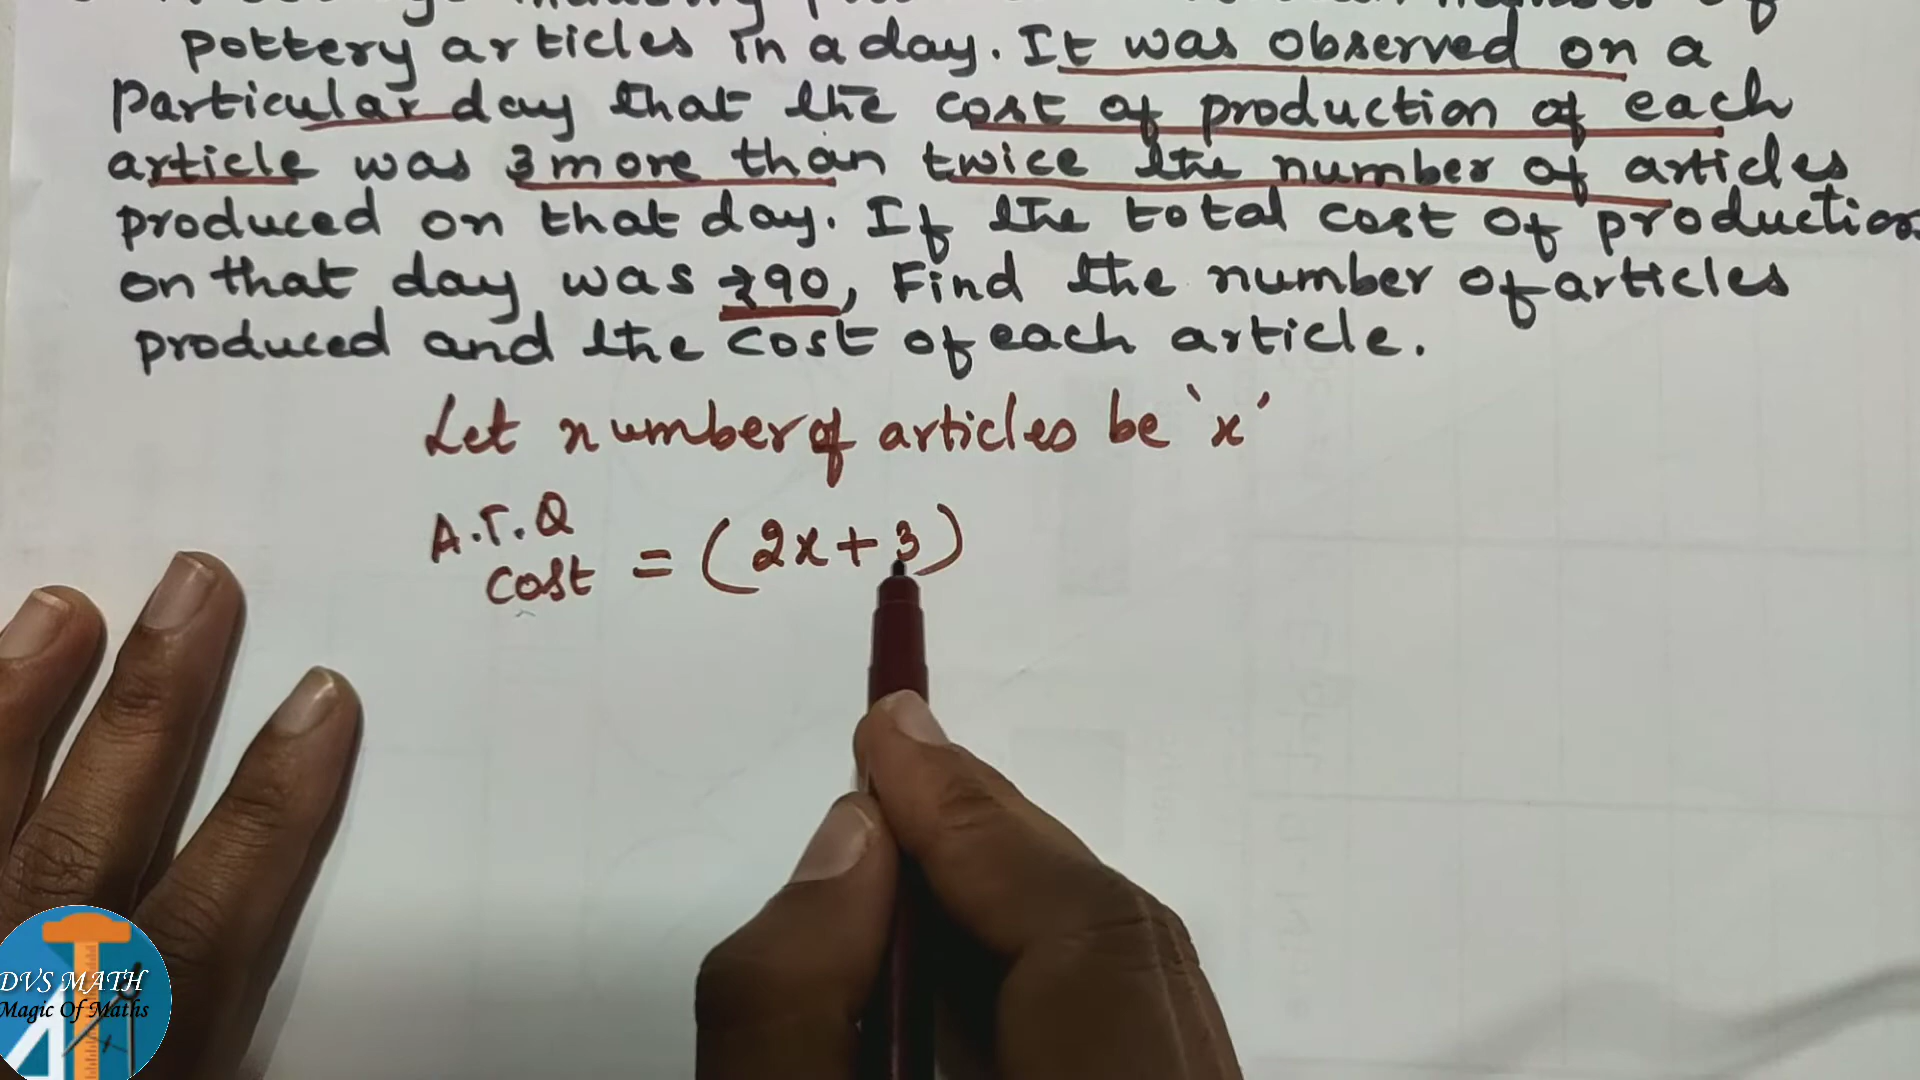 pottery articles in a day. It was observed on a
particular day that the cost of production of each
article was 3 more than twice the number of articles
produced on that day. If the total cost of production
on that day was ₹90, Find the number of articles
produced and the cost of each article.
Let number of articles be 'x'
A.T.Q
Cost = (2x+3)
DVS MATH
Magic Of Maths